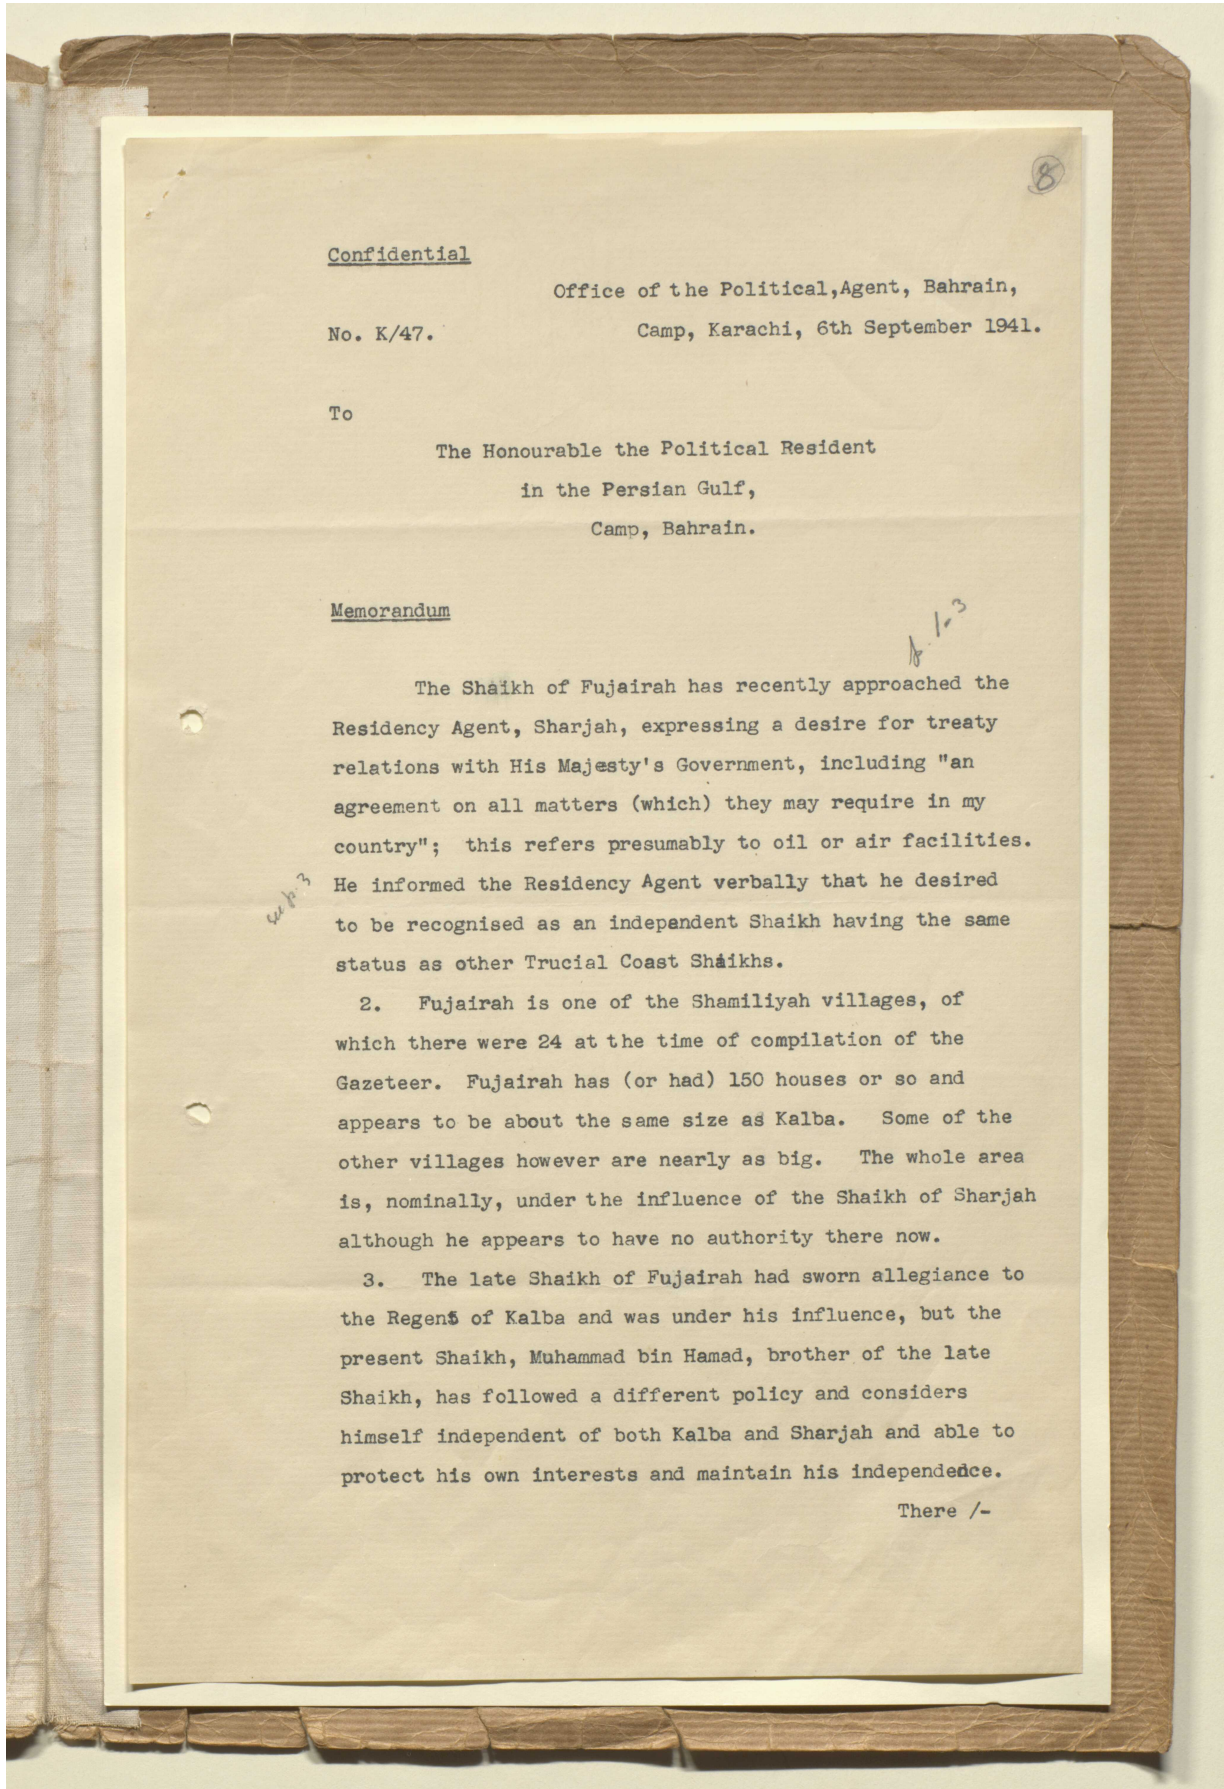 8
Confidential
Office of the Political,Agent, Bahrain,
No. K/47.
Camp, Karachi, 6th September 1941.
To
The Honourable the Political Resident
in the Persian Gulf,
Camp, Bahrain.
Memorandum
p. 1-3
The Shaikh of Fujairah has recently approached the
Residency Agent, Sharjah, expressing a desire for treaty
relations with His Majesty's Government, including "an
agreement on all matters (which) they may require in my
country"; this refers presumably to oil or air facilities.
see p. 3
He informed the Residency Agent verbally that he desired
to be recognised as an independent Shaikh having the same
status as other Trucial Coast Shaikhs.
2. Fujairah is one of the Shamiliyah villages, of
which there were 24 at the time of compilation of the
Gazeteer. Fujairah has (or had) 150 houses or so and
appears to be about the same size as Kalba. Some of the
other villages however are nearly as big. The whole area
is, nominally, under the influence of the Shaikh of Sharjah
although he appears to have no authority there now.
3. The late Shaikh of Fujairah had sworn allegiance to
the Regent of Kalba and was under his influence, but the
present Shaikh, Muhammad bin Hamad, brother of the late
Shaikh, has followed a different policy and considers
himself independent of both Kalba and Sharjah and able to
protect his own interests and maintain his independence.
There /-